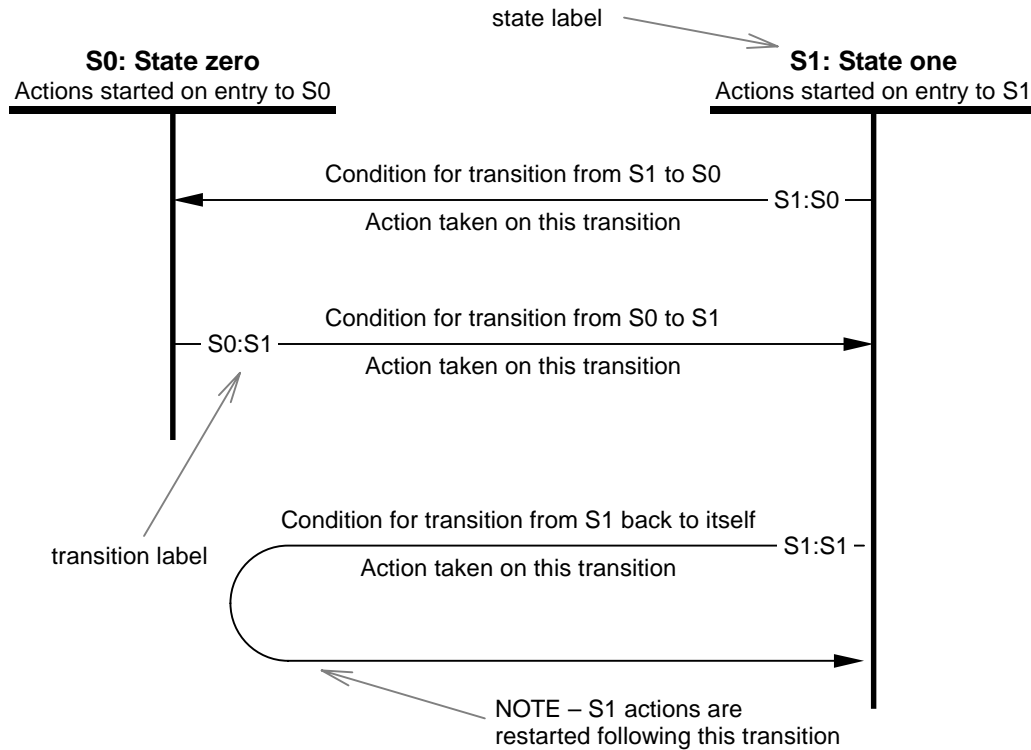 state label
S0: State zero
Actions started on entry to S0
S1: State one
Actions started on entry to S1
Condition for transition from S1 to S0
S1:S0
Action taken on this transition
Condition for transition from S0 to S1
S0:S1
Action taken on this transition
transition label
Condition for transition from S1 back to itself
S1:S1
Action taken on this transition
NOTE – S1 actions are
restarted following this transition